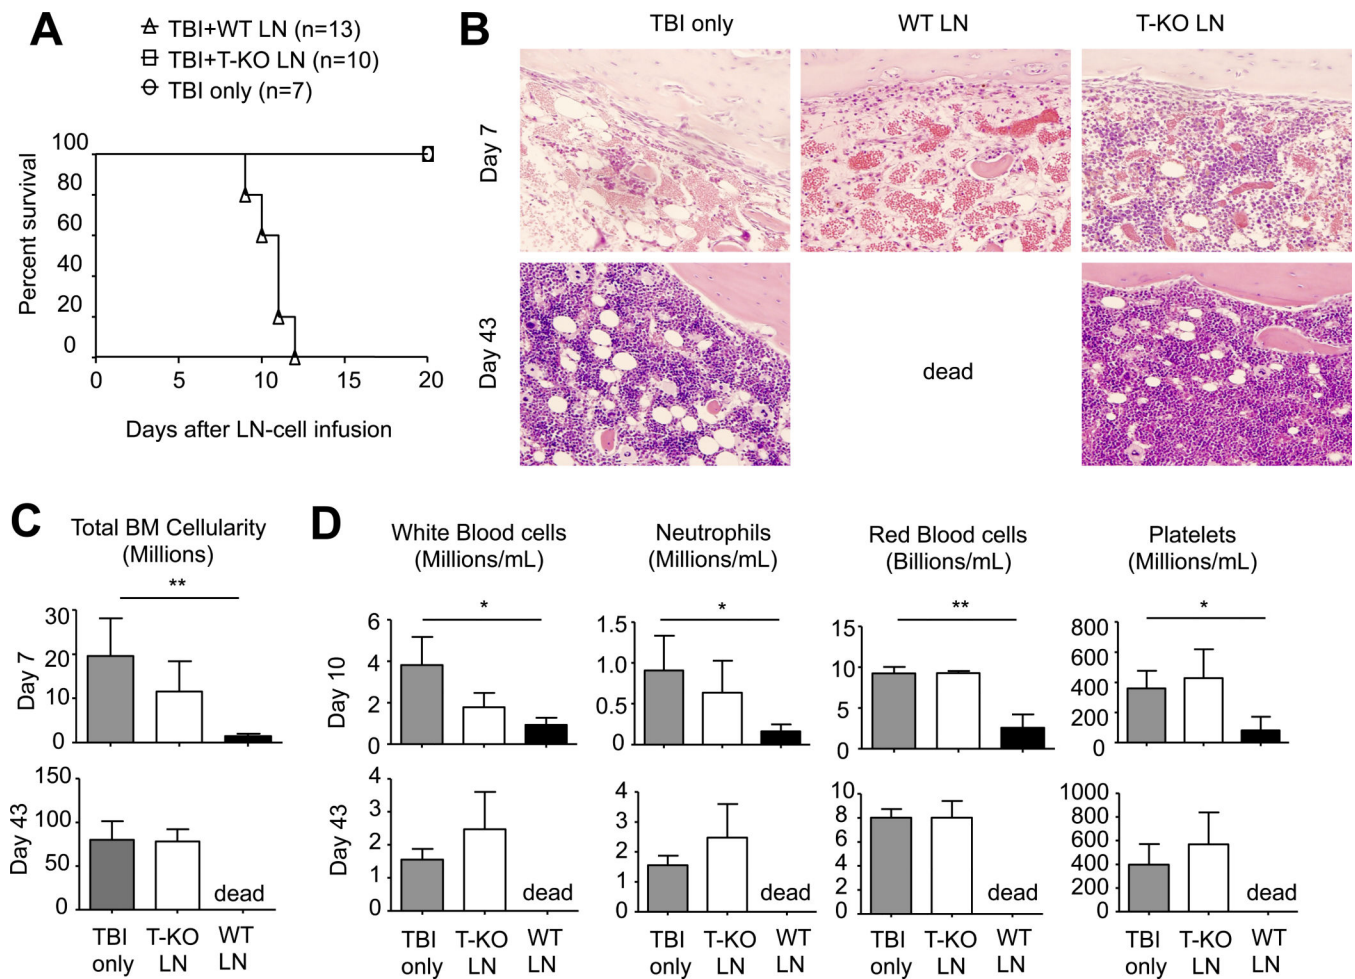 A
TBI+WT LN (n=13)
TBI+T-KO LN (n=10)
TBI only (n=7)
Percent survival
100
80
60
40
20
0
0 5 10 15 20
Days after LN-cell infusion
B
TBI only WT LN T-KO LN
Day 7
Day 43
dead
C
Total BM Cellularity
(Millions)
**
Day 7
30
20
10
0
Day 43
150
100
50
0
dead
TBI only
T-KO LN
WT LN
D
White Blood cells
(Millions/mL)
*
Day 10
6
4
2
0
Day 43
4
3
2
1
0
dead
TBI only
T-KO LN
WT LN
Neutrophils
(Millions/mL)
*
1.5
1.0
0.5
0
4
3
2
1
0
dead
TBI only
T-KO LN
WT LN
Red Blood cells
(Billions/mL)
**
15
10
5
0
10
8
6
4
2
0
dead
TBI only
T-KO LN
WT LN
Platelets
(Millions/mL)
*
800
600
400
200
0
1000
800
600
400
200
0
dead
TBI only
T-KO LN
WT LN